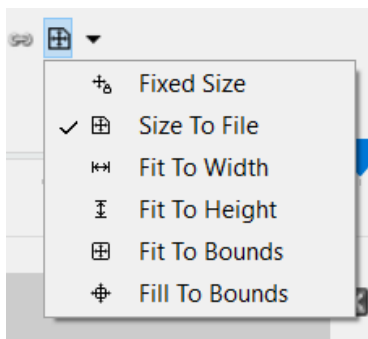 Fixed Size
Size To File
Fit To Width
Fit To Height
Fit To Bounds
Fill To Bounds